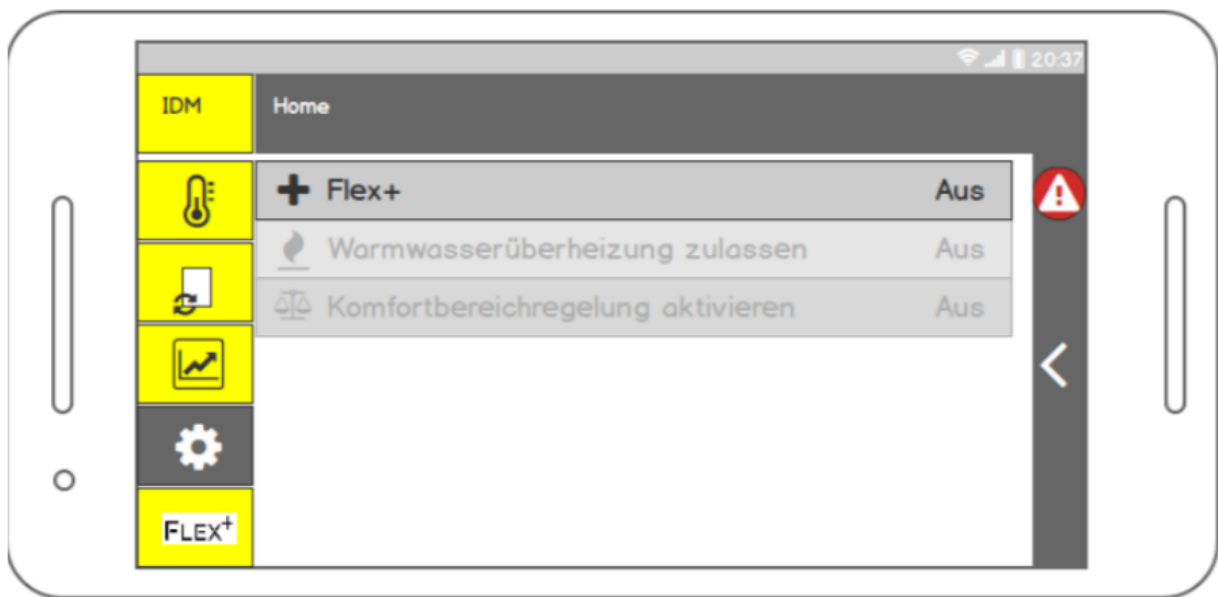 20:37
IDM
Home
Flex+ Aus
Warmwasserüberheizung zulassen Aus
Komfortbereichregelung aktivieren Aus
FLEX+